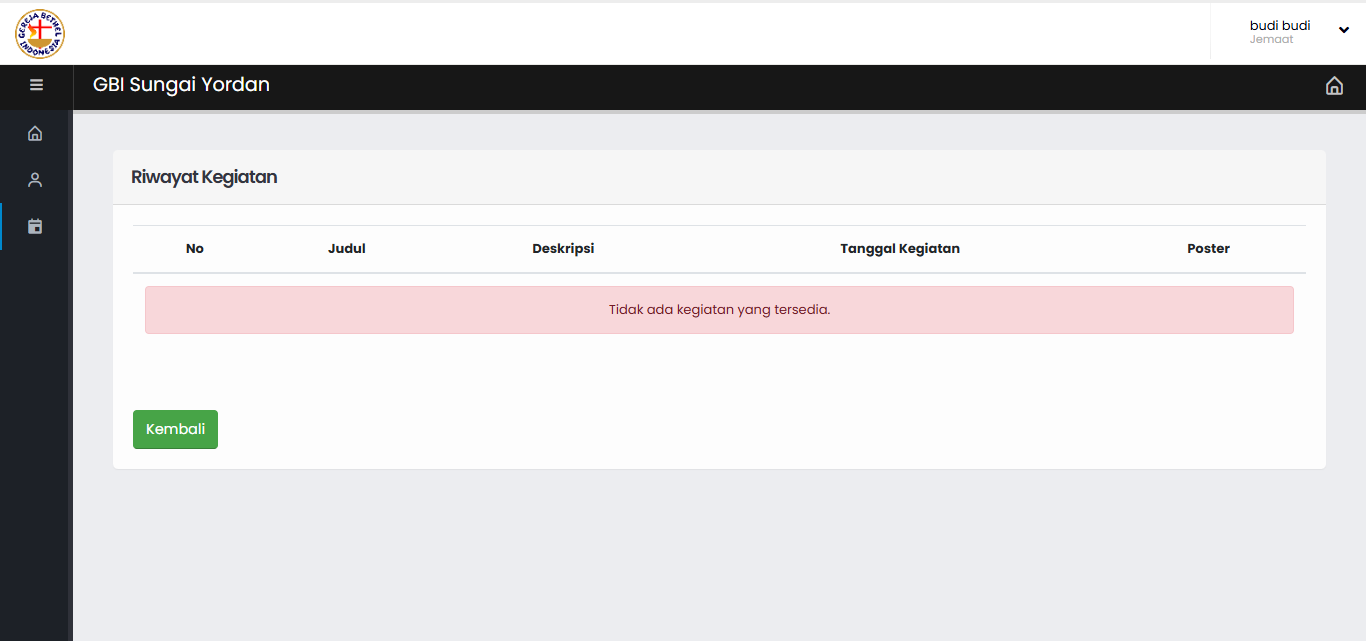 GEREJA BETHEL INDONESIA
budi budi
Jemaat
GBI Sungai Yordan
Riwayat Kegiatan
No Judul Deskripsi Tanggal Kegiatan Poster
Tidak ada kegiatan yang tersedia.
Kembali